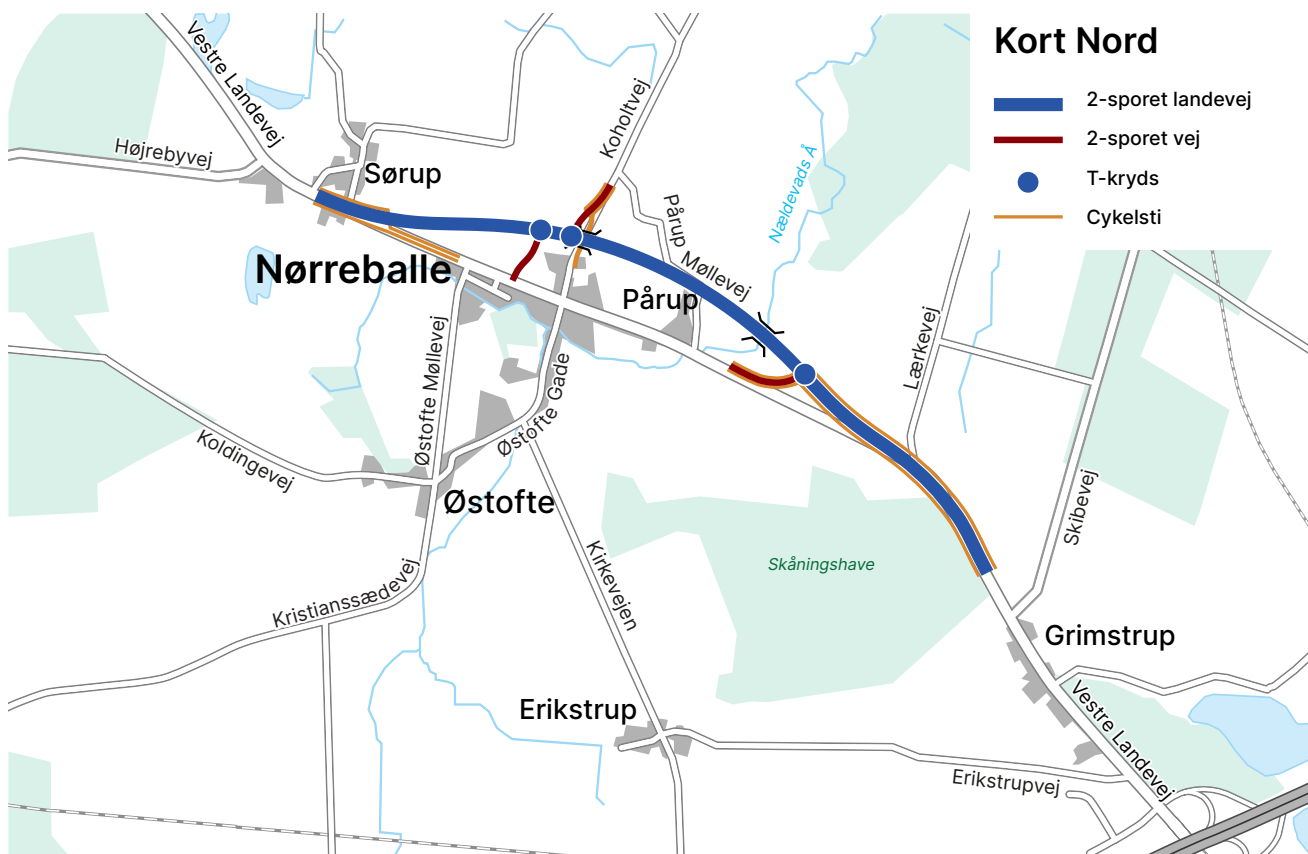 Kort Nord
2-sporet landevej
2-sporet vej
T-kryds
Cykelsti
Vestre Landevej
Højrebyvej
Sørup
Koholtvej
Nældevads Å
Pårup Møllevej
Nørreballe
Pårup
Lærkevej
Østofte Møllevej
Østofte Gade
Koldingevej
Østofte
Skibevej
Kirkevejen
Skåningshave
Kristianssædevej
Grimstrup
Erikstrup
Vestre Landevej
Erikstrupvej